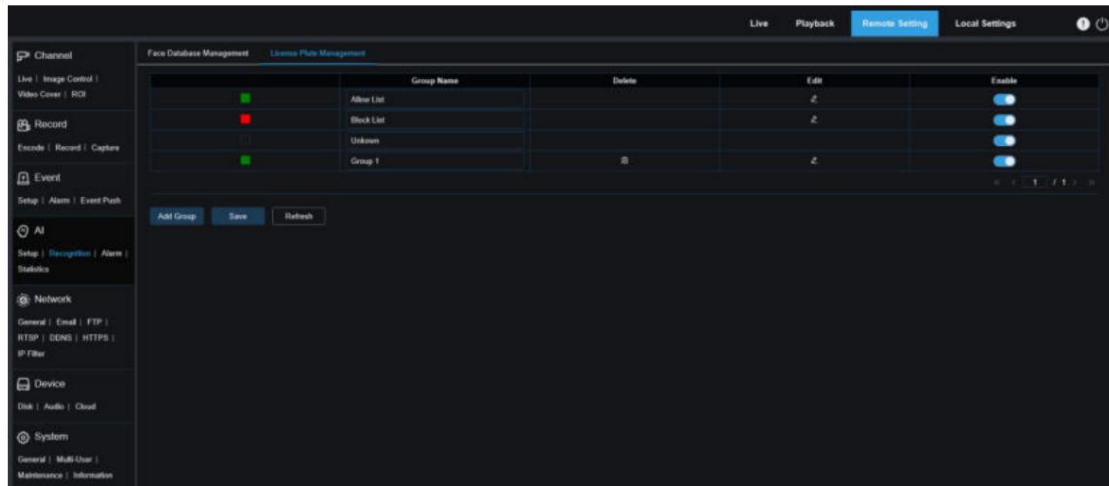 Live Playback Remote Setting Local Settings
Channel
Live | Image Control |
Video Cover | ROI
Record
Encode | Record | Capture
Event
Setup | Alarm | Event Push
AI
Setup | Recognition | Alarm |
Statistics
Network
General | Email | FTP |
RTSP | DDNS | HTTPS |
IP Filter
Device
Disk | Audio | Cloud
System
General | Multi-User |
Maintenance | Information
Face Database Management License Plate Management
Group Name Delete Edit Enable
Allow List
Block List
Unkown
Group 1
1 / 1
Add Group Save Refresh